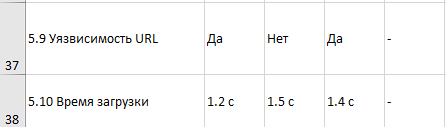 37 5.9 Уязвисимость URL Да Нет Да -
38 5.10 Время загрузки 1.2 с 1.5 с 1.4 с -